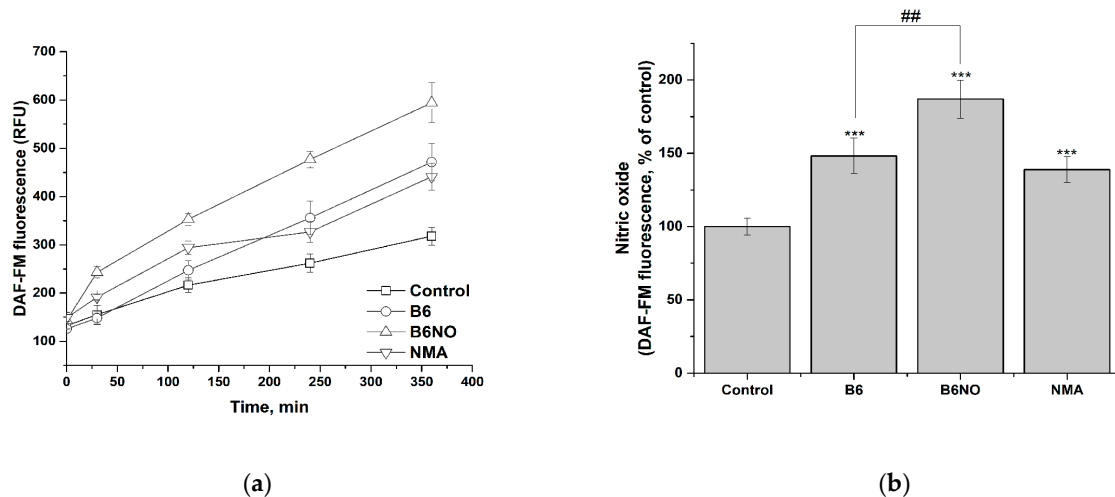 700
600
500
400
300
200
100
DAF-FM fluorescence (RFU)
0
50
100
150
200
250
300
350
400
Time, min
Control
B6
B6NO
NMA
(a)
##
***
***
***
200
150
100
50
0
Nitric oxide
(DAF-FM fluorescence, % of control)
Control
B6
B6NO
NMA
(b)